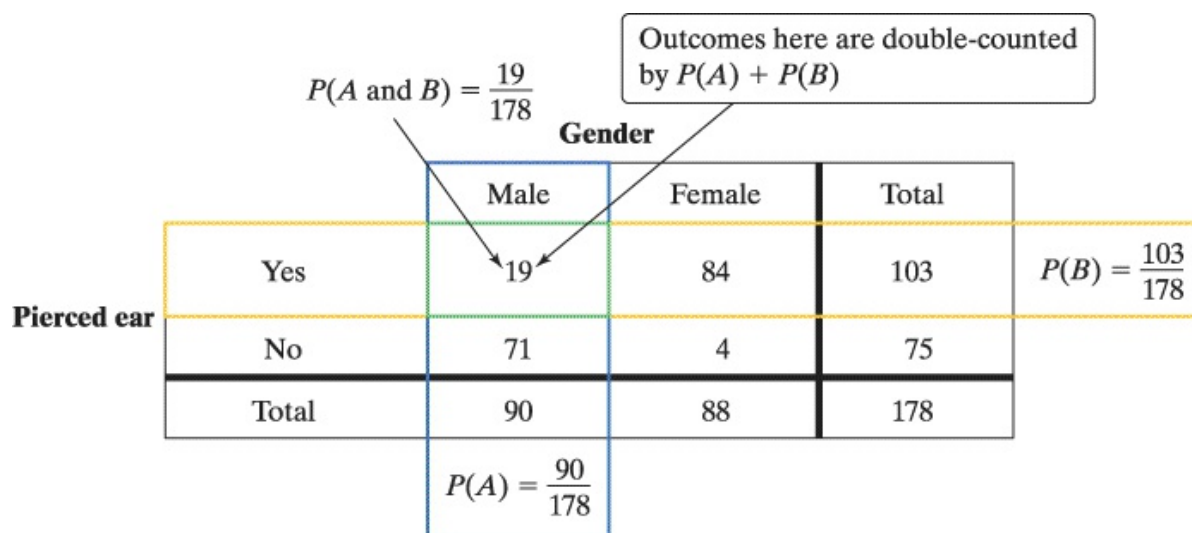 Outcomes here are double-counted
by P(A) + P(B)
P(A and B) = 19/178
Gender
Male Female Total
Yes 19 84 103 P(B) = 103/178
Pierced ear
No 71 4 75
Total 90 88 178
P(A) = 90/178